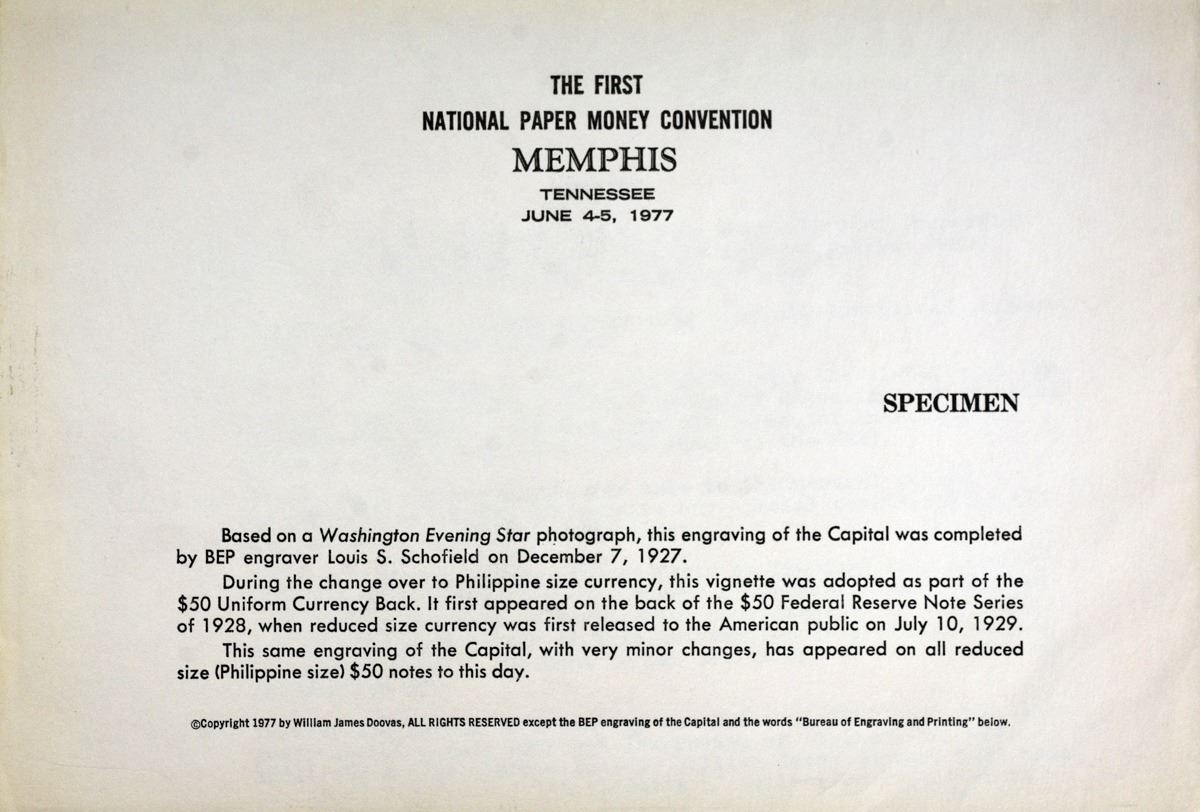 THE FIRST
NATIONAL PAPER MONEY CONVENTION
MEMPHIS
TENNESSEE
JUNE 4-5, 1977
SPECIMEN
Based on a Washington Evening Star photograph, this engraving of the Capital was completed
by BEP engraver Louis S. Schofield on December 7, 1927.
During the change over to Philippine size currency, this vignette was adopted as part of the
$50 Uniform Currency Back. It first appeared on the back of the $50 Federal Reserve Note Series
of 1928, when reduced size currency was first released to the American public on July 10, 1929.
This same engraving of the Capital, with very minor changes, has appeared on all reduced
size (Philippine size) $50 notes to this day.
©Copyright 1977 by William James Doovas, ALL RIGHTS RESERVED except the BEP engraving of the Capital and the words "Bureau of Engraving and Printing" below.